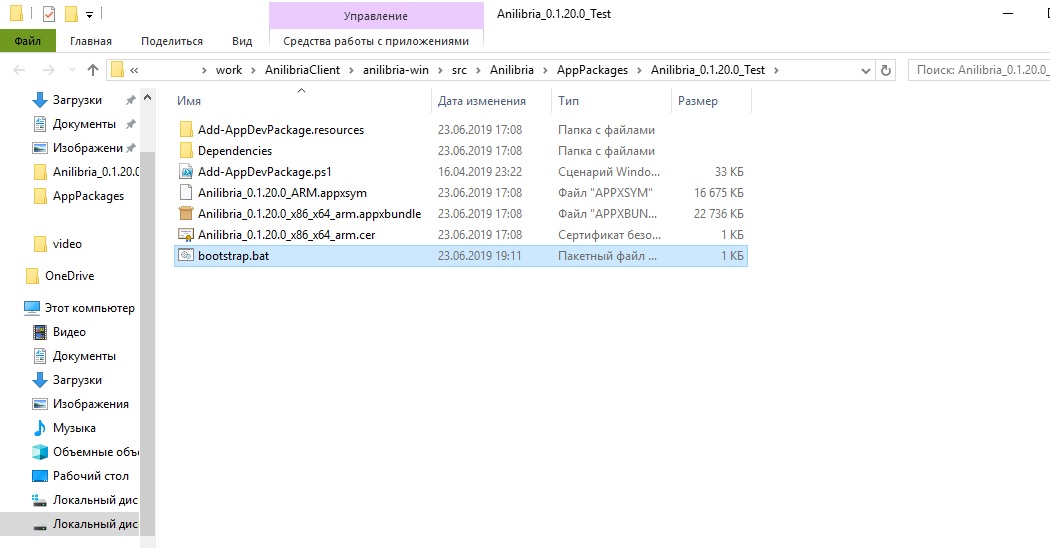 Управление
Anilibria_0.1.20.0_Test
Файл Главная Поделиться Вид Средства работы с приложениями
« work › AnilibriaClient › anilibria-win › src › Anilibria › AppPackages › Anilibria_0.1.20.0_Test ›
Поиск: Anilibria_0.1.20.0_
Загрузки
Документы
Изображени
Anilibria_0.1.20.0
AppPackages
video
OneDrive
Этот компьютер
Видео
Документы
Загрузки
Изображения
Музыка
Объемные объ
Рабочий стол
Локальный дис
Локальный дис
Имя Дата изменения Тип Размер
Add-AppDevPackage.resources 23.06.2019 17:08 Папка с файлами
Dependencies 23.06.2019 17:08 Папка с файлами
Add-AppDevPackage.ps1 16.04.2019 23:22 Сценарий Windo... 33 КБ
Anilibria_0.1.20.0_ARM.appxsym 23.06.2019 17:08 Файл "APPXSYM" 16 675 КБ
Anilibria_0.1.20.0_x86_x64_arm.appxbundle 23.06.2019 17:08 Файл "APPXBUN... 22 736 КБ
Anilibria_0.1.20.0_x86_x64_arm.cer 23.06.2019 17:08 Сертификат безо... 1 КБ
bootstrap.bat 23.06.2019 19:11 Пакетный файл ... 1 КБ